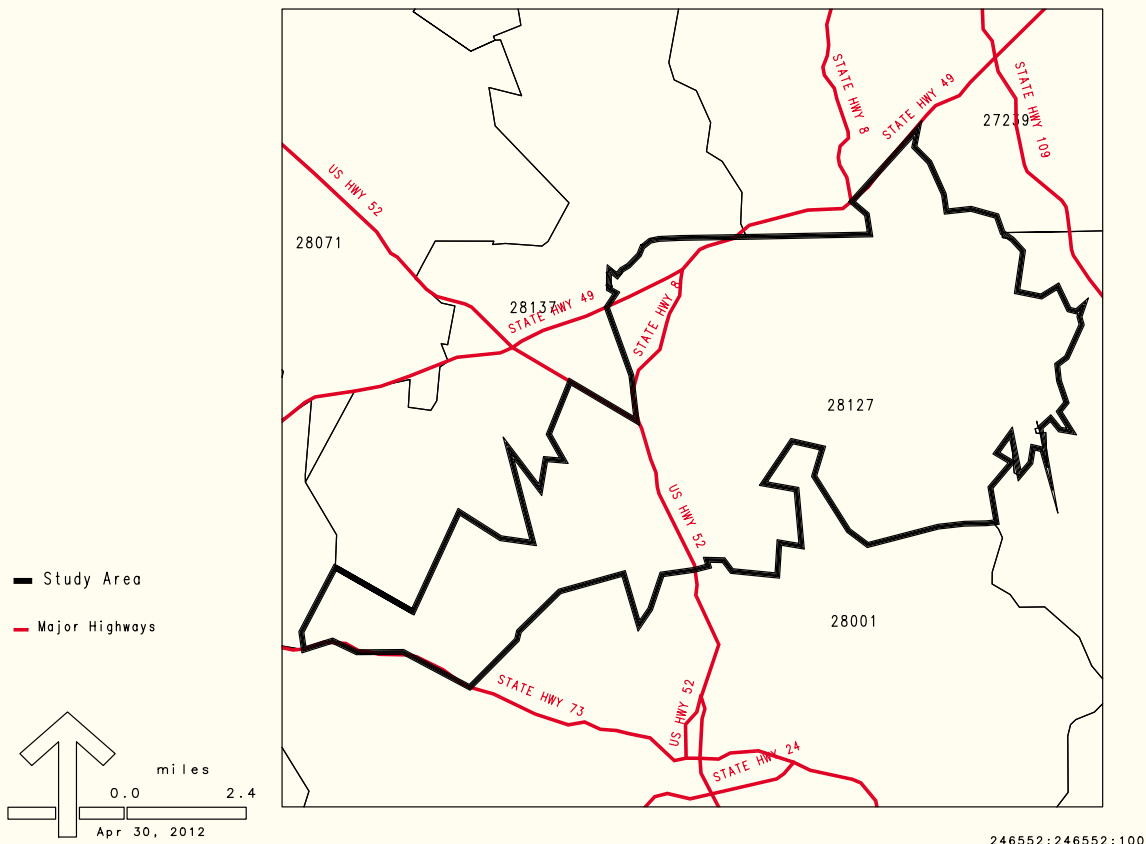 STATE HWY 8
STATE HWY 49
STATE HWY 109
27239
US HWY 52
28071
28137
STATE HWY 49
STATE HWY 8
28127
US HWY 52
Study Area
28001
Major Highways
STATE HWY 73
US HWY 52
STATE HWY 24
miles
0.0 2.4
Apr 30, 2012
246552:246552:100